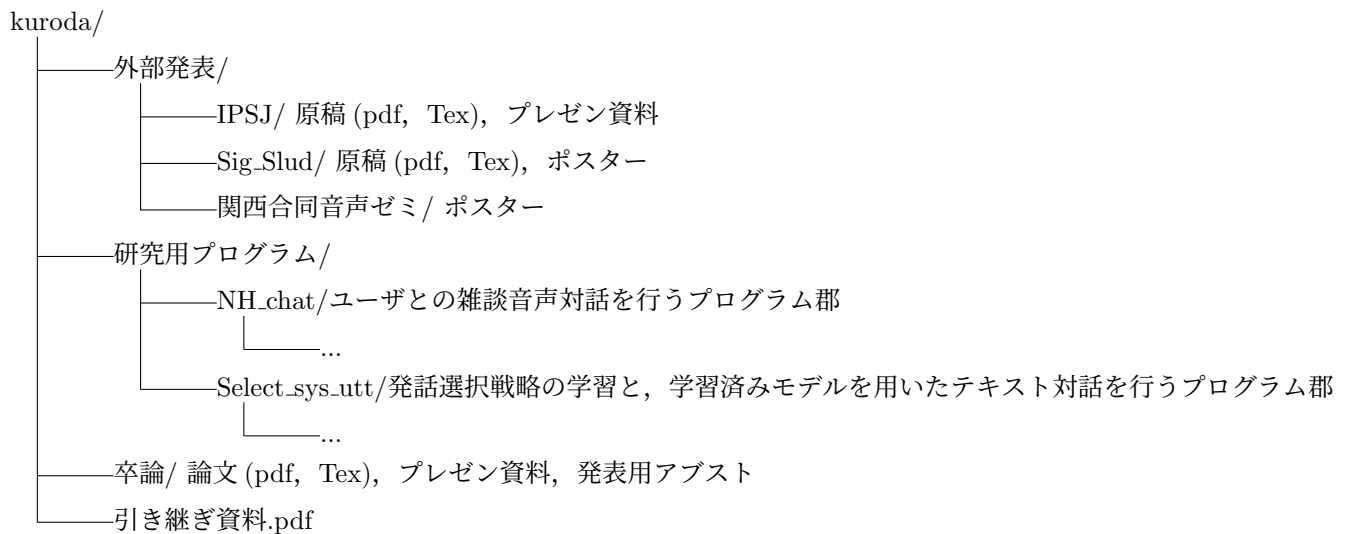 kuroda/
外部発表/
IPSJ/ 原稿 (pdf，Tex)，プレゼン資料
Sig_Slud/ 原稿 (pdf，Tex)，ポスター
関西合同音声ゼミ/ ポスター
研究用プログラム/
NH_chat/ユーザとの雑談音声対話を行うプログラム郡
...
Select_sys_utt/発話選択戦略の学習と，学習済みモデルを用いたテキスト対話を行うプログラム郡
...
卒論/ 論文 (pdf，Tex)，プレゼン資料，発表用アブスト
引き継ぎ資料.pdf